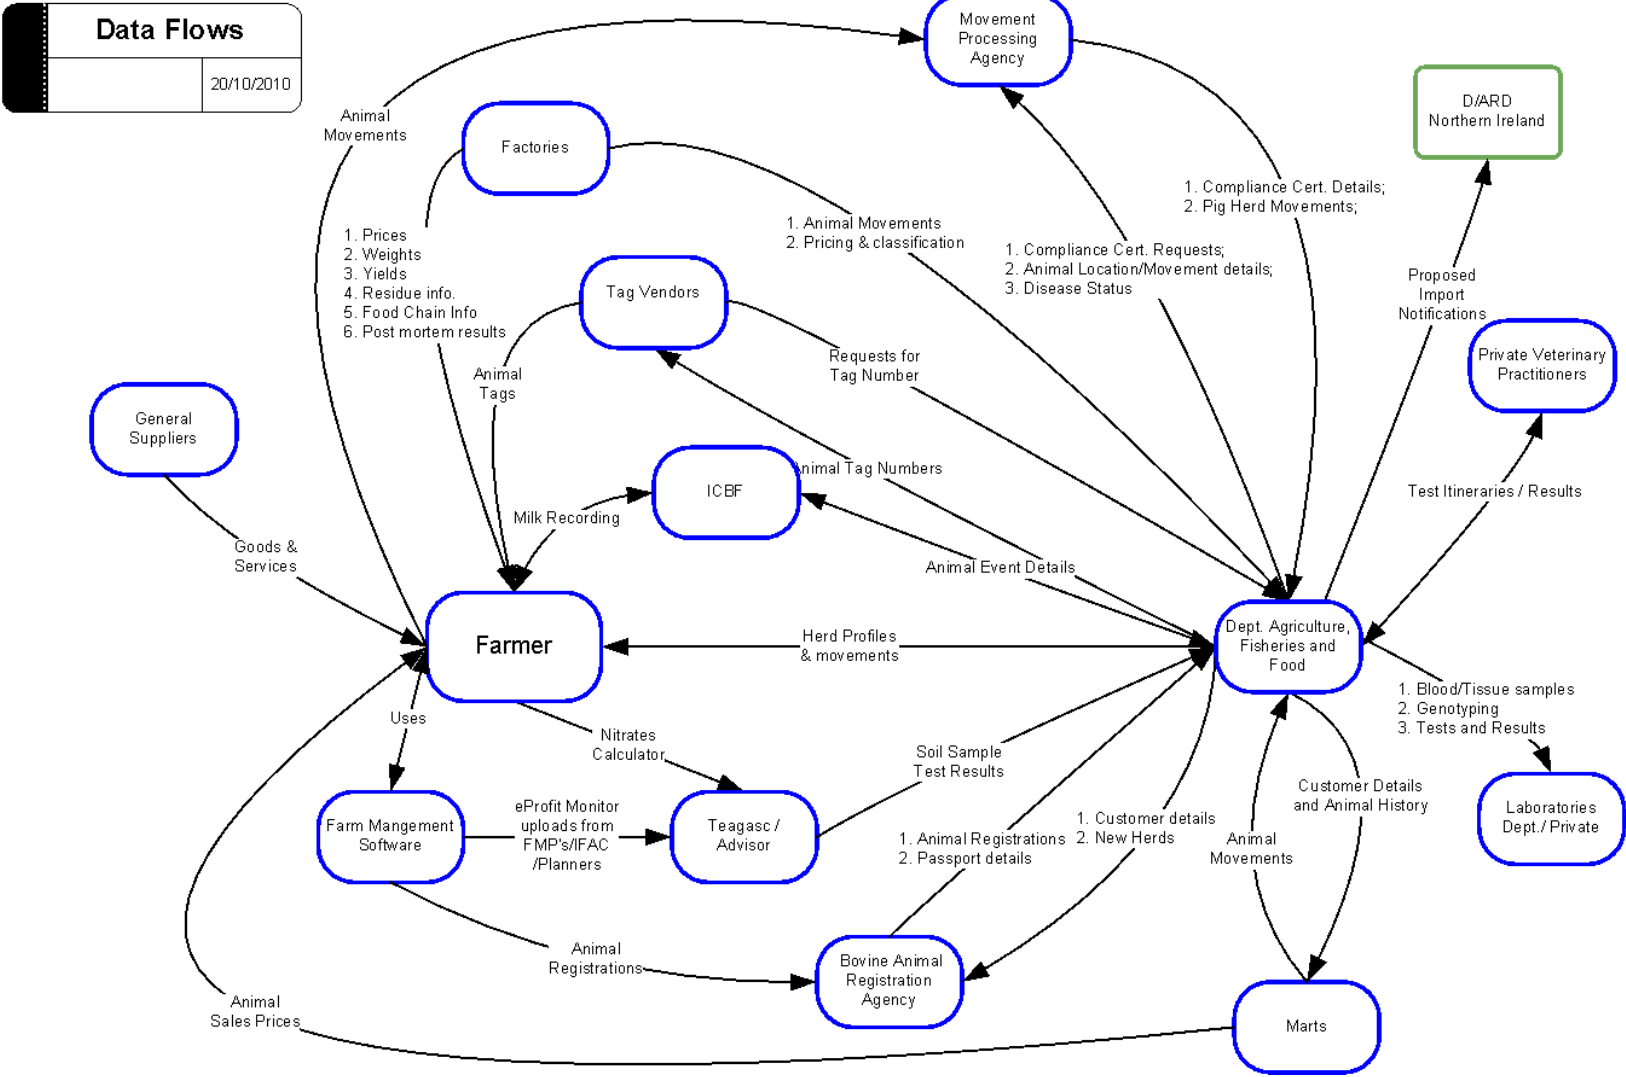 Data Flows
20/10/2010
Movement
Processing
Agency
D/ARD
Northern Ireland
Animal
Movements
Factories
1. Compliance Cert. Details;
2. Pig Herd Movements;
1. Prices
2. Weights
3. Yields
4. Residue info.
5. Food Chain Info
6. Post mortem results
1. Animal Movements
2. Pricing & classification
1. Compliance Cert. Requests;
2. Animal Location/Movement details;
3. Disease Status
Proposed
Import
Notifications
Tag Vendors
Requests for
Tag Number
Private Veterinary
Practitioners
Animal
Tags
General
Suppliers
Animal Tag Numbers
ICBF
Milk Recording
Test Itineraries / Results
Goods &
Services
Animal Event Details
Farmer
Herd Profiles
& movements
Dept. Agriculture,
Fisheries and
Food
Uses
Nitrates
Calculator
Soil Sample
Test Results
1. Blood/Tissue samples
2. Genotyping
3. Tests and Results
Customer Details
and Animal History
Farm Mangement
Software
eProfit Monitor
uploads from
FMP's/IFAC
/Planners
Teagasc /
Advisor
1. Animal Registrations
2. Passport details
1. Customer details
2. New Herds
Animal
Movements
Laboratories
Dept./ Private
Animal
Registrations
Bovine Animal
Registration
Agency
Animal
Sales Prices
Marts